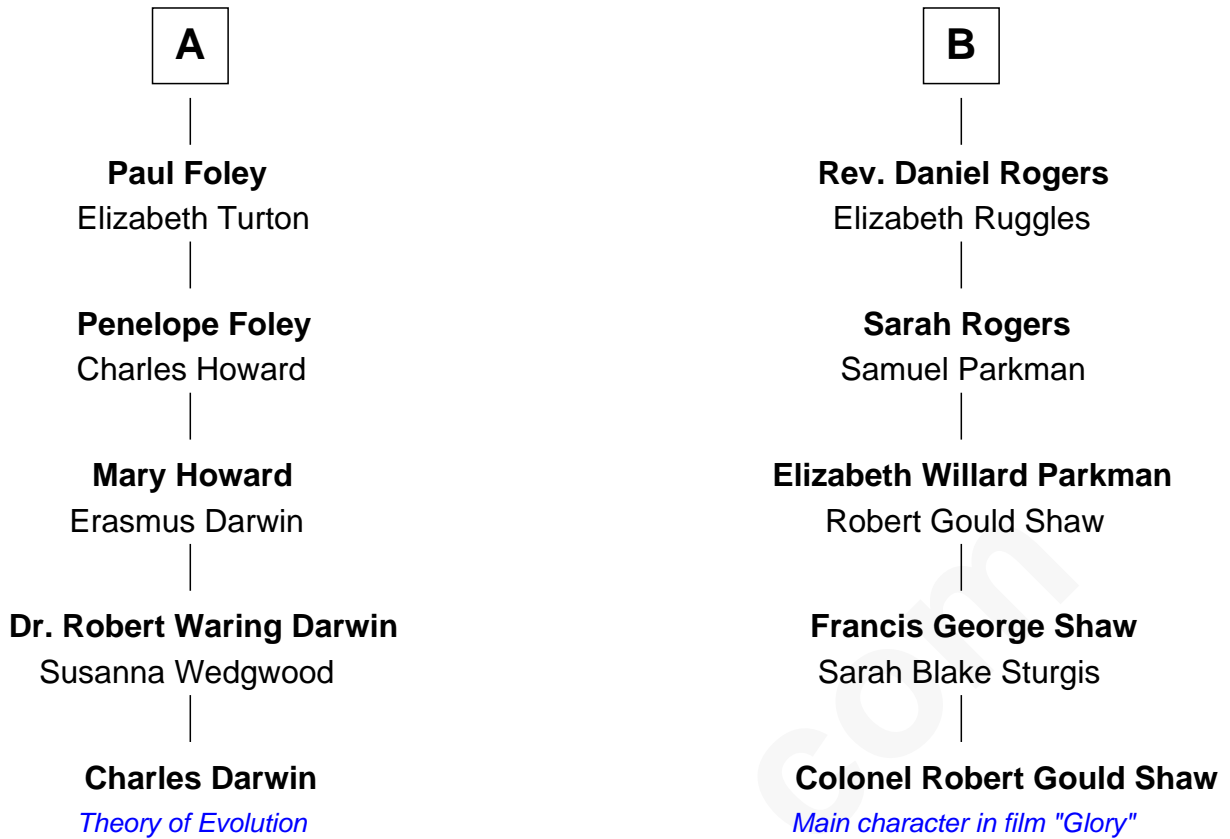 A
Paul Foley
Elizabeth Turton
Penelope Foley
Charles Howard
Mary Howard
Erasmus Darwin
Dr. Robert Waring Darwin
Susanna Wedgwood
Charles Darwin
Theory of Evolution
B
Rev. Daniel Rogers
Elizabeth Ruggles
Sarah Rogers
Samuel Parkman
Elizabeth Willard Parkman
Robert Gould Shaw
Francis George Shaw
Sarah Blake Sturgis
Colonel Robert Gould Shaw
Main character in film "Glory"
com